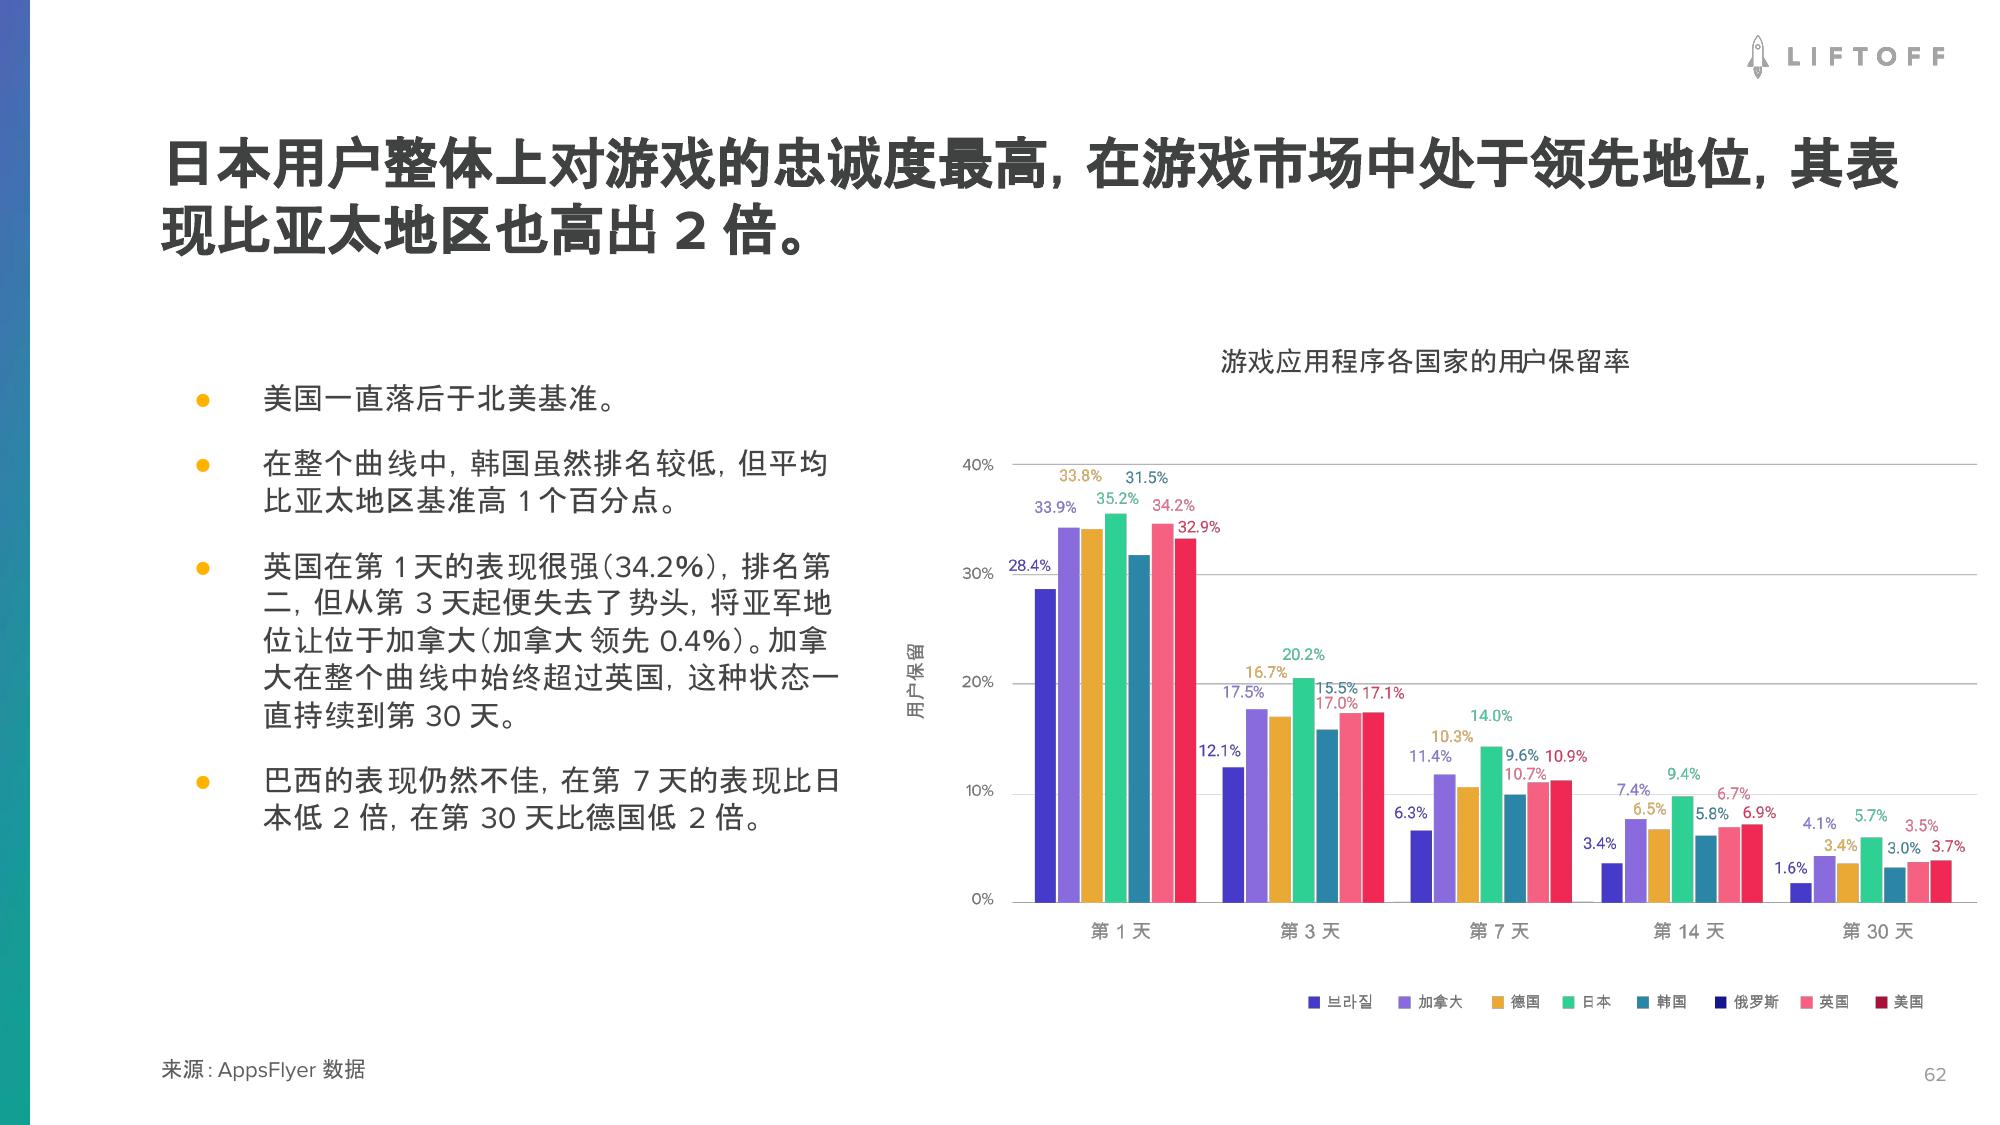 LIFTOFF
日本用户整体上对游戏的忠诚度最高, 在游戏市场中处于领先地位, 其表
现比亚太地区也高出 2 倍。
● 美国一直落后于北美基准。
● 在整个曲线中, 韩国虽然排名较低, 但平均
比亚太地区基准高 1 个百分点。
● 英国在第 1 天的表现很强(34.2%), 排名第
二, 但从第 3 天起便失去了势头, 将亚军地
位让位于加拿大(加拿大领先 0.4%)。加拿
大在整个曲线中始终超过英国, 这种状态一
直持续到第 30 天。
● 巴西的表现仍然不佳, 在第 7 天的表现比日
本低 2 倍, 在第 30 天比德国低 2 倍。
游戏应用程序各国家的用户保留率
用户保留
40%
30%
20%
10%
0%
28.4% 33.9% 33.8% 35.2% 31.5% 34.2% 32.9%
12.1% 17.5% 16.7% 20.2% 15.5% 17.0% 17.1%
6.3% 11.4% 10.3% 14.0% 9.6% 10.7% 10.9%
3.4% 7.4% 6.5% 9.4% 5.8% 6.7% 6.9%
1.6% 4.1% 3.4% 5.7% 3.0% 3.5% 3.7%
第 1 天 第 3 天 第 7 天 第 14 天 第 30 天
브라질 加拿大 德国 日本 韩国 俄罗斯 英国 美国
来源: AppsFlyer 数据
62